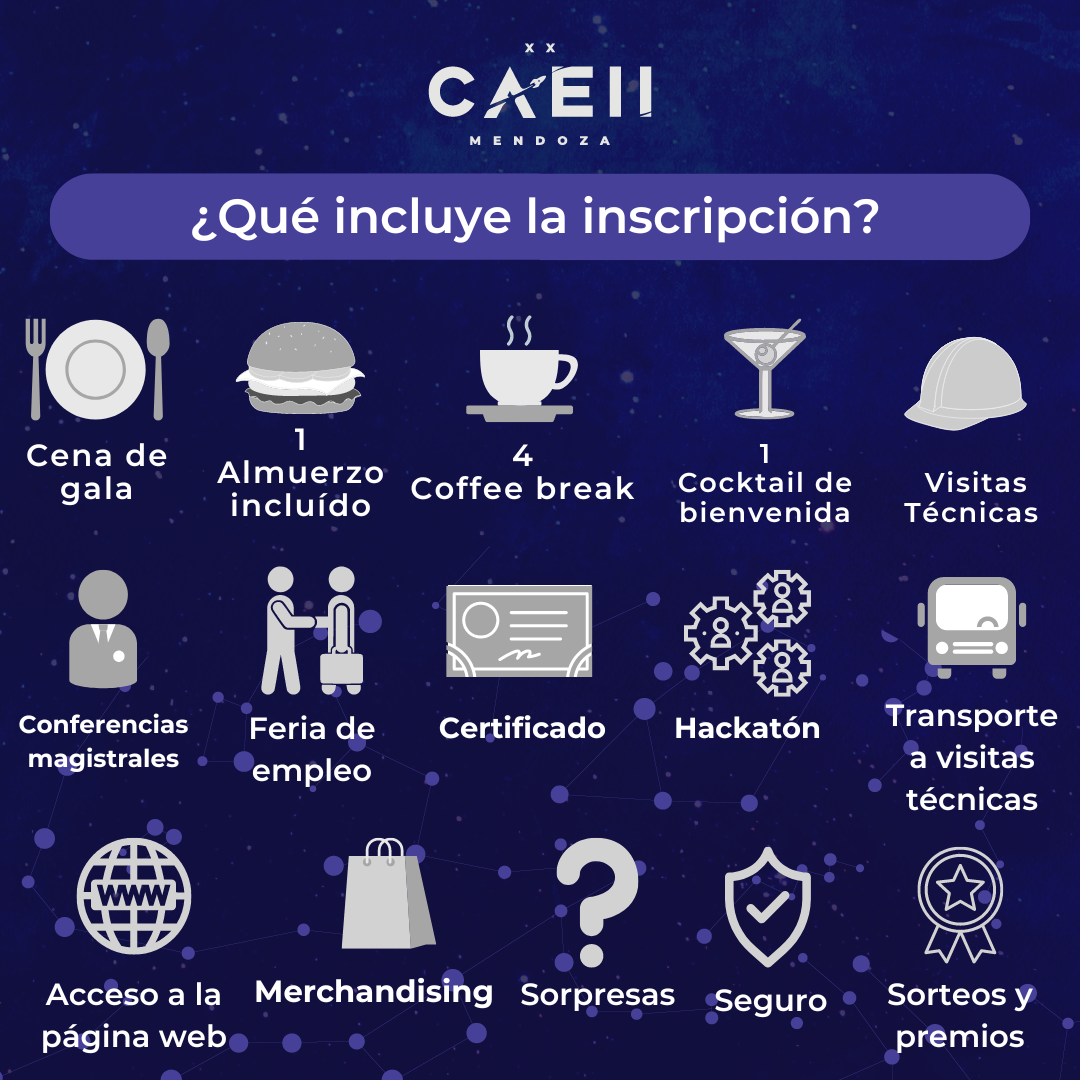 X X
CAEII
MENDOZA
¿Qué incluye la inscripción?
Cena de
gala
1
Almuerzo
incluído
4
Coffee break
1
Cocktail de
bienvenida
Visitas
Técnicas
Conferencias
magistrales
Feria de
empleo
Certificado
Hackatón
Transporte
a visitas
técnicas
WWW
Acceso a la
página web
Merchandising
Sorpresas
Seguro
Sorteos y
premios